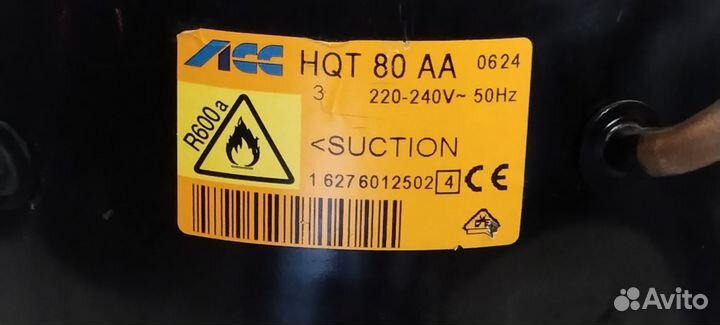 ACC HQT 80 AA 0624
3 220-240V~ 50Hz
R600a
<SUCTION
1 6276012502 4 CE
Avito